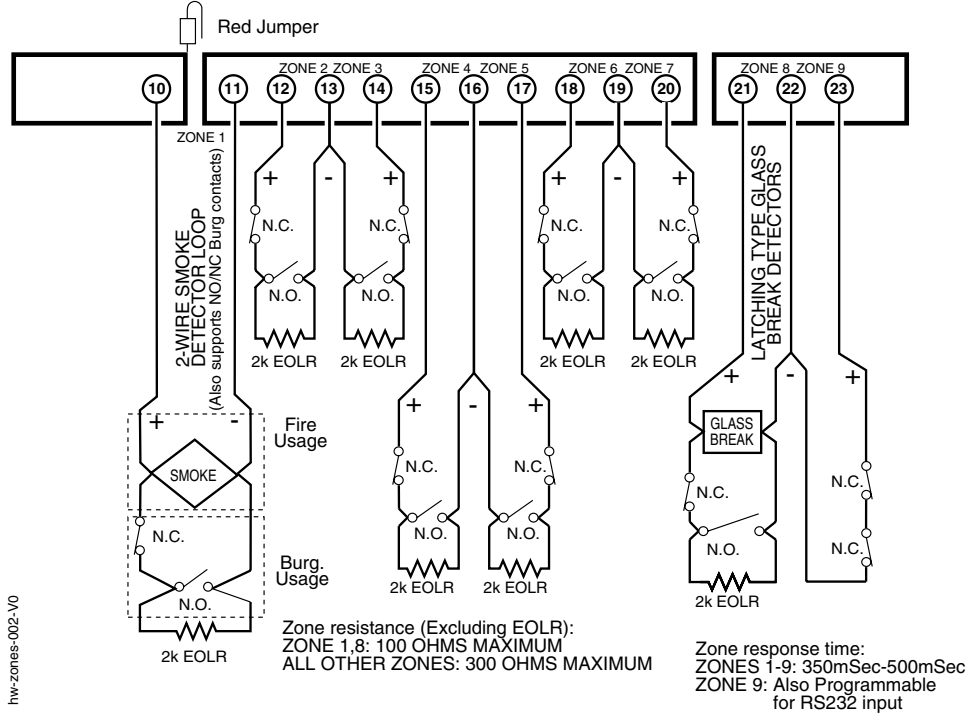 Red Jumper
ZONE 2 ZONE 3 ZONE 4 ZONE 5 ZONE 6 ZONE 7 ZONE 8 ZONE 9
10 11 12 13 14 15 16 17 18 19 20 21 22 23
ZONE 1
2-WIRE SMOKE
DETECTOR LOOP
(Also supports NO/NC Burg contacts)
LATCHING TYPE GLASS
BREAK DETECTORS
+ - + + - +
N.C. N.C. N.C. N.C.
N.O. N.O. N.O. N.O.
2k EOLR 2k EOLR 2k EOLR 2k EOLR
+ - +
+ - + - +
Fire
Usage
SMOKE
GLASS
BREAK
N.C. N.C. N.C. N.C.
N.C. N.O. N.O. N.O. N.C.
Burg.
Usage
N.O.
2k EOLR 2k EOLR 2k EOLR
2k EOLR
Zone resistance (Excluding EOLR):
ZONE 1,8: 100 OHMS MAXIMUM
ALL OTHER ZONES: 300 OHMS MAXIMUM
Zone response time:
ZONES 1-9: 350mSec-500mSec
ZONE 9: Also Programmable
for RS232 input
hw-zones-002-V0